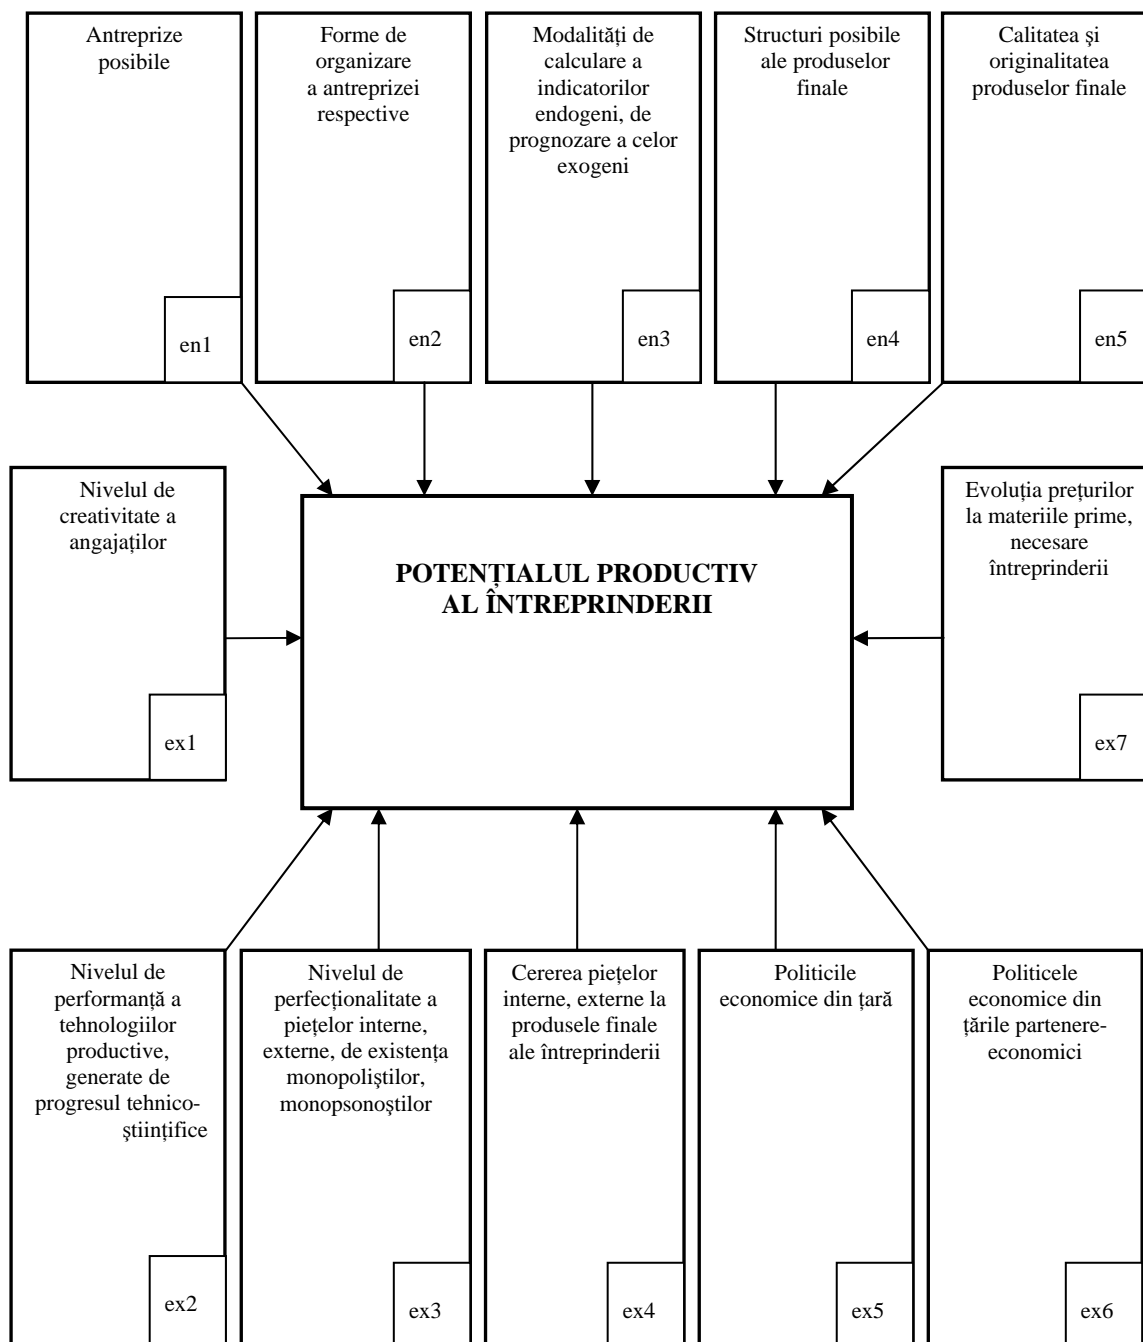 Antreprize
posibile
en1
Forme de
organizare
a antreprizei
respective
en2
Modalități de
calculare a
indicatorilor
endogeni, de
prognozare a celor
exogeni
en3
Structuri posibile
ale produselor
finale
en4
Calitatea și
originalitatea
produselor finale
en5
Nivelul de
creativitate a
angajaților
ex1
POTENȚIALUL PRODUCTIV
AL ÎNTREPRINDERII
Evoluția prețurilor
la materiile prime,
necesare
întreprinderii
ex7
Nivelul de
performanță a
tehnologiilor
productive,
generate de
progresul tehnico-
științifice
ex2
Nivelul de
perfecționalitate a
piețelor interne,
externe, de existența
monopoliștilor,
monopsonoștilor
ex3
Cererea piețelor
interne, externe la
produsele finale
ale întreprinderii
ex4
Politicile
economice din țară
ex5
Politicele
economice din
țările partenere-
economici
ex6